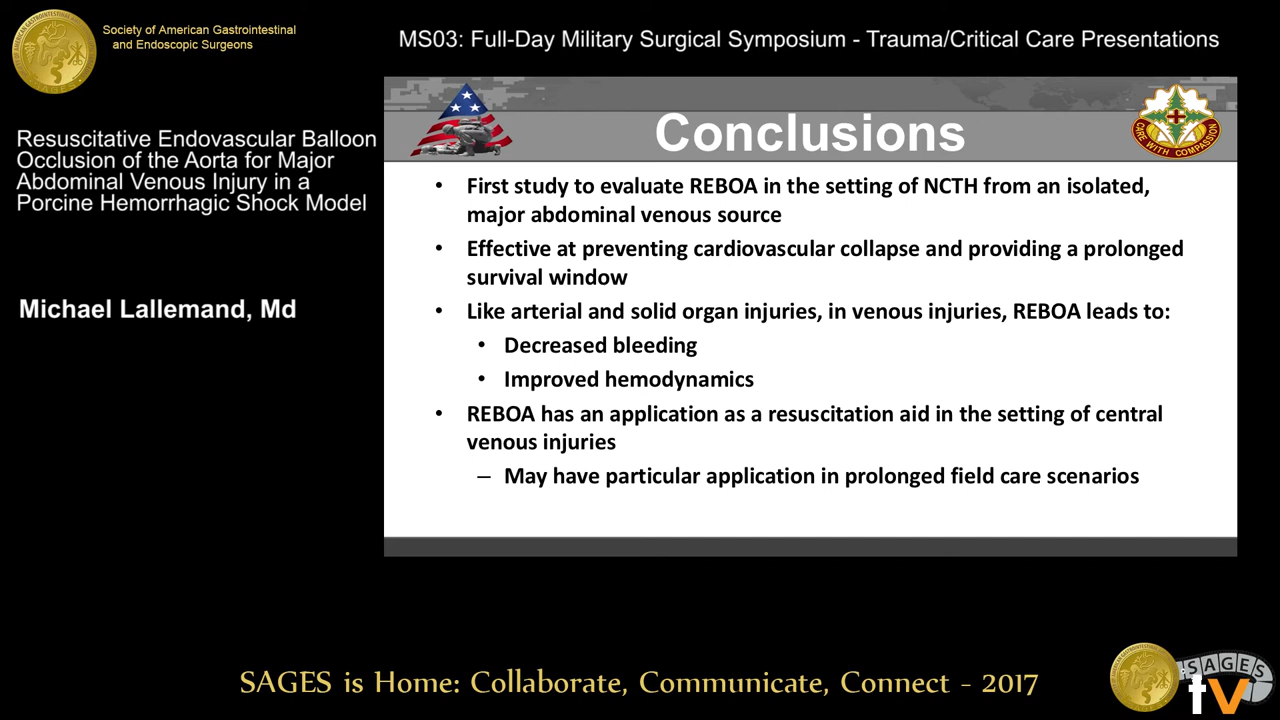 Society of American Gastrointestinal
and Endoscopic Surgeons
MS03: Full-Day Military Surgical Symposium - Trauma/Critical Care Presentations
Resuscitative Endovascular Balloon
Occlusion of the Aorta for Major
Abdominal Venous Injury in a
Porcine Hemorrhagic Shock Model
Michael Lallemand, Md
Conclusions
CARE WITH COMPASSION
• First study to evaluate REBOA in the setting of NCTH from an isolated,
major abdominal venous source
• Effective at preventing cardiovascular collapse and providing a prolonged
survival window
• Like arterial and solid organ injuries, in venous injuries, REBOA leads to:
• Decreased bleeding
• Improved hemodynamics
• REBOA has an application as a resuscitation aid in the setting of central
venous injuries
– May have particular application in prolonged field care scenarios
SAGES is Home: Collaborate, Communicate, Connect - 2017
SAGES
tv